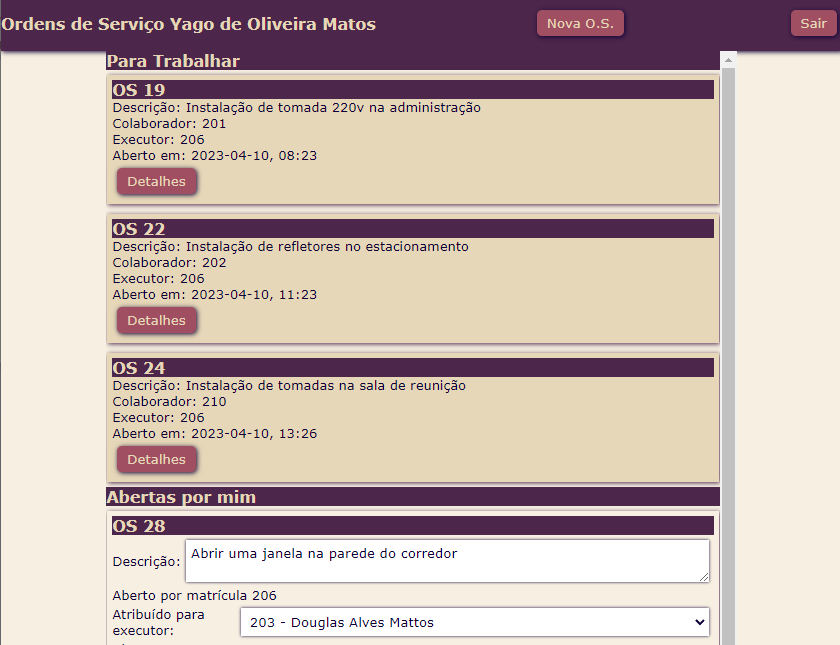 Ordens de Serviço Yago de Oliveira Matos
Nova O.S.
Sair
Para Trabalhar
OS 19
Descrição: Instalação de tomada 220v na administração
Colaborador: 201
Executor: 206
Aberto em: 2023-04-10, 08:23
Detalhes
OS 22
Descrição: Instalação de refletores no estacionamento
Colaborador: 202
Executor: 206
Aberto em: 2023-04-10, 11:23
Detalhes
OS 24
Descrição: Instalação de tomadas na sala de reunição
Colaborador: 210
Executor: 206
Aberto em: 2023-04-10, 13:26
Detalhes
Abertas por mim
OS 28
Descrição: Abrir uma janela na parede do corredor
Aberto por matrícula 206
Atribuído para
executor: 203 - Douglas Alves Mattos